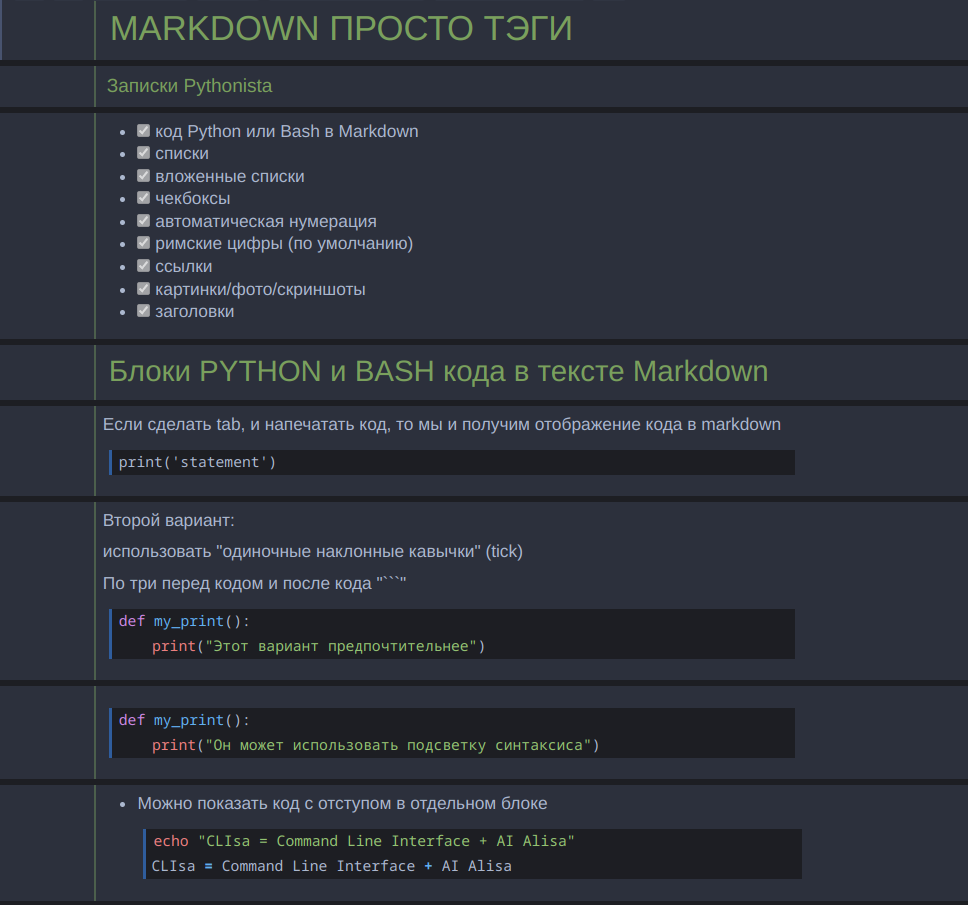 MARKDOWN ПРОСТО ТЭГИ
Записки Pythonista
код Python или Bash в Markdown
списки
вложенные списки
чекбоксы
автоматическая нумерация
римские цифры (по умолчанию)
ссылки
картинки/фото/скриншоты
заголовки
Блоки PYTHON и BASH кода в тексте Markdown
Если сделать tab, и напечатать код, то мы и получим отображение кода в markdown
print('statement')
Второй вариант:
использовать "одиночные наклонные кавычки" (tick)
По три перед кодом и после кода "```"
def my_print():
    print("Этот вариант предпочтительнее")
def my_print():
    print("Он может использовать подсветку синтаксиса")
Можно показать код с отступом в отдельном блоке
echo "CLIsa = Command Line Interface + AI Alisa"
CLIsa = Command Line Interface + AI Alisa